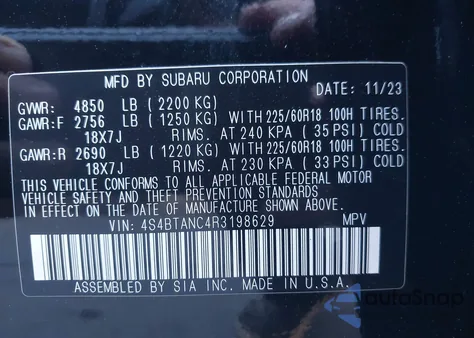 MFD BY SUBARU CORPORATION
DATE: 11/23
GVWR: 4850 LB (2200 KG)
GAWR:F 2756 LB (1250 KG) WITH 225/60R18 100H TIRES.
18X7J RIMS. AT 240 KPA (35 PSI) COLD
GAWR:R 2690 LB (1220 KG) WITH 225/60R18 100H TIRES.
18X7J RIMS. AT 230 KPA (33 PSI) COLD
THIS VEHICLE CONFORMS TO ALL APPLICABLE FEDERAL MOTOR
VEHICLE SAFETY AND THEFT PREVENTION STANDARDS
IN EFFECT ON THE DATE OF MANUFACTURE SHOWN ABOVE.
VIN: 4S4BTANC4R3198629 MPV
ASSEMBLED BY SIA INC. MADE IN U.S.A.
AutoSnap